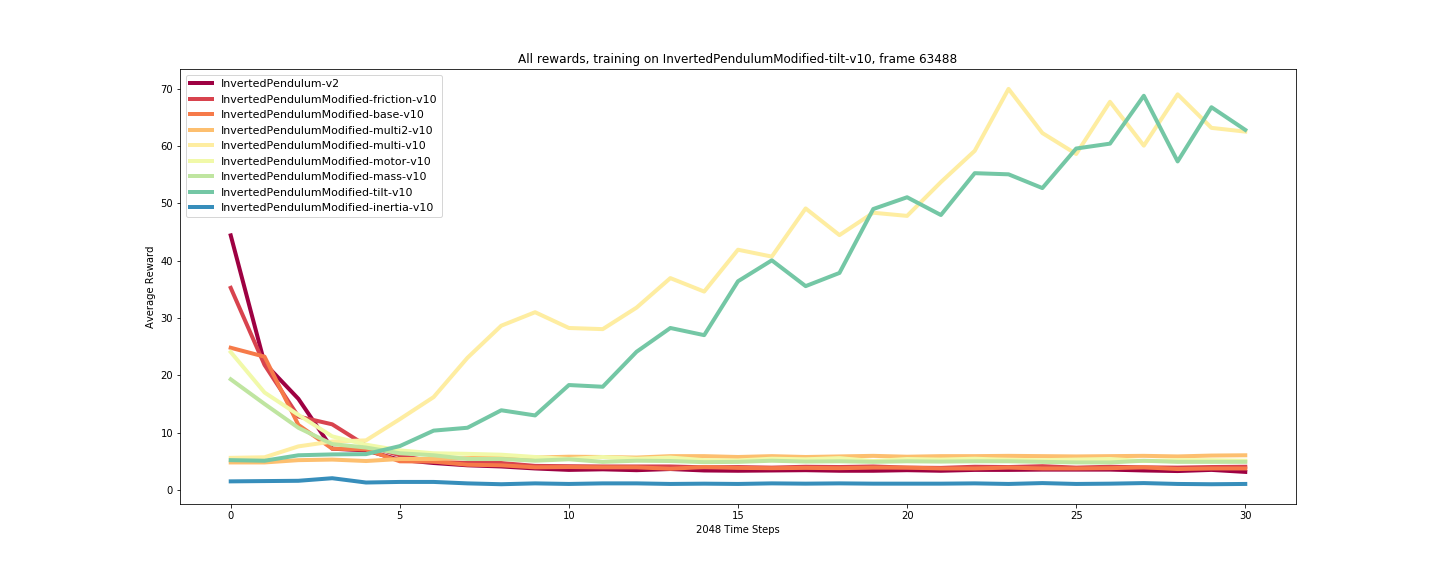 All rewards, training on InvertedPendulumModified-tilt-v10, frame 63488
InvertedPendulum-v2
InvertedPendulumModified-friction-v10
InvertedPendulumModified-base-v10
InvertedPendulumModified-multi2-v10
InvertedPendulumModified-multi-v10
InvertedPendulumModified-motor-v10
InvertedPendulumModified-mass-v10
InvertedPendulumModified-tilt-v10
InvertedPendulumModified-inertia-v10
Average Reward
70
60
50
40
30
20
10
0
0 5 10 15 20 25 30
2048 Time Steps